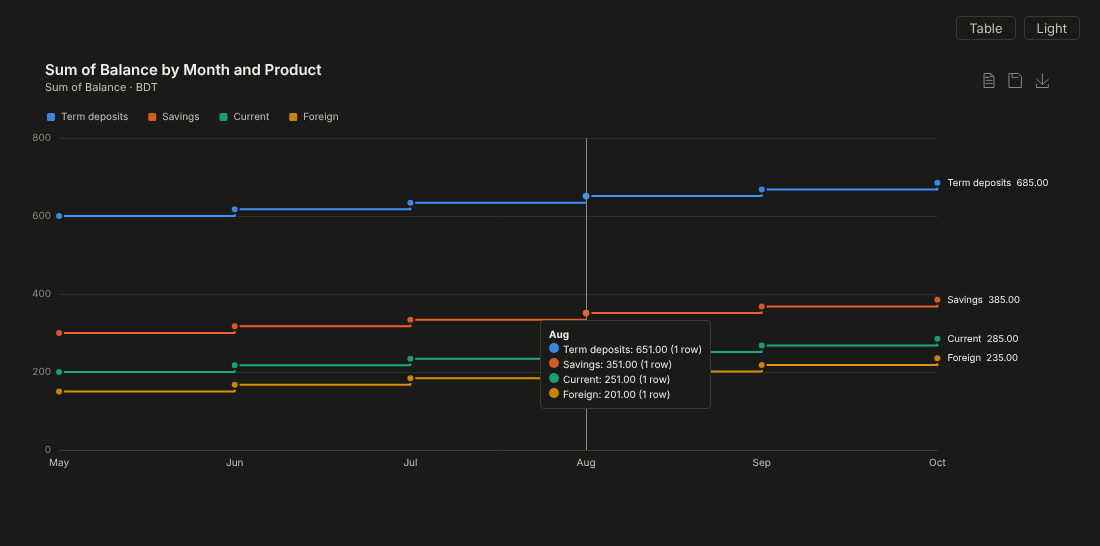 Table Light
Sum of Balance by Month and Product
Sum of Balance · BDT
Term deposits Savings Current Foreign
800
600
400
200
0
Term deposits 685.00
Savings 385.00
Current 285.00
Foreign 235.00
Aug
Term deposits: 651.00 (1 row)
Savings: 351.00 (1 row)
Current: 251.00 (1 row)
Foreign: 201.00 (1 row)
May Jun Jul Aug Sep Oct